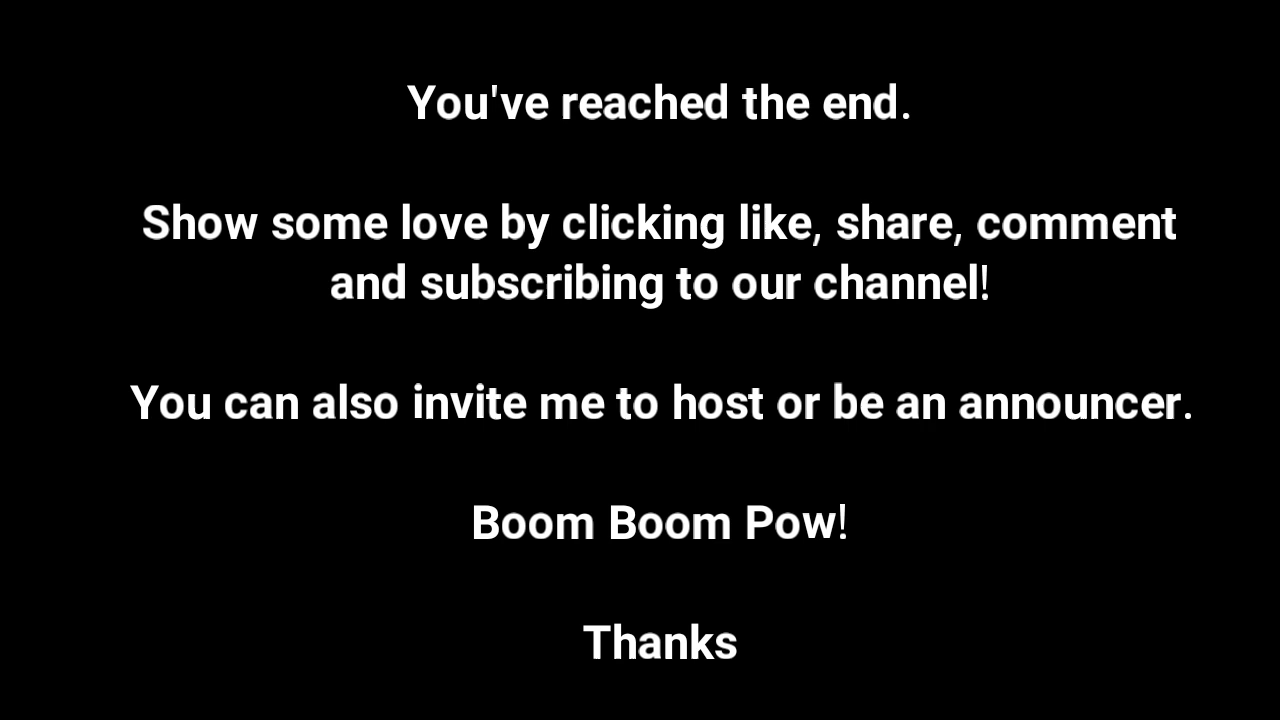 You've reached the end.
Show some love by clicking like, share, comment
and subscribing to our channel!
You can also invite me to host or be an announcer.
Boom Boom Pow!
Thanks